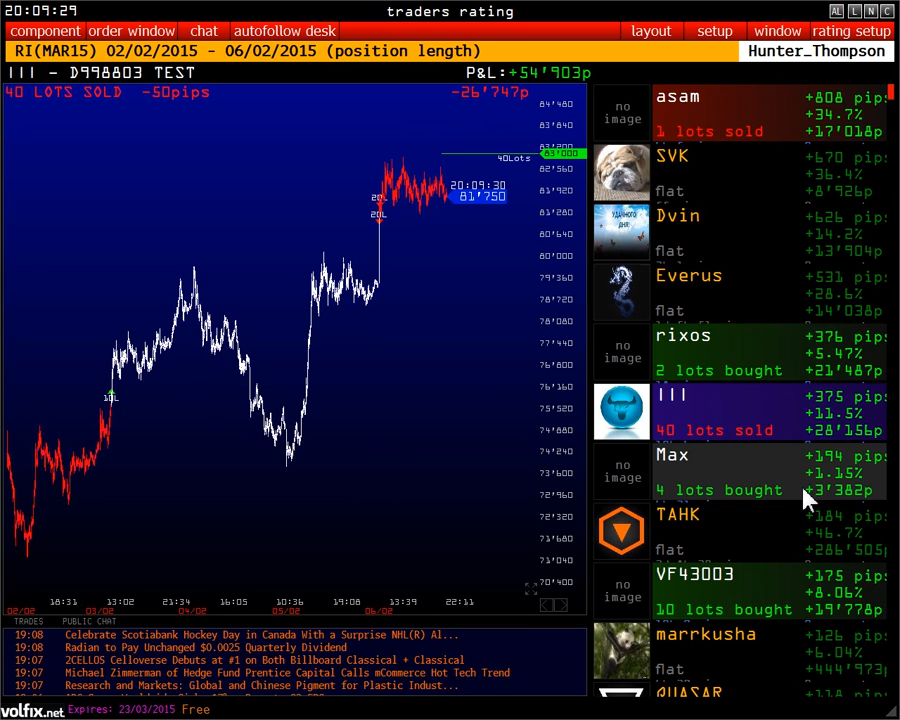 20:09:29
traders rating
AL L N C
component order window chat autofollow desk layout setup window rating setup
RI(MAR15) 02/02/2015 - 06/02/2015 (position length)
Hunter_Thompson
||| - D998803 TEST
P&L:+54'903p
40 LOTS SOLD -50pips
-26'747p
84'480
83'840
83'200
83'000
40Lots
82'560
20:09:30
81'920
81'750
20L
20L
81'280
80'640
80'000
79'360
78'720
78'080
77'440
76'800
76'160
10L
75'520
74'880
74'240
73'600
72'960
72'320
71'680
71'040
70'400
18:31 13:02 21:34 16:05 19:08 13:39 22:11
02/02 03/02 04/02 05/02 06/02
no image
asam
+808 pips
+34.7%
1 lots sold
+17'018p
SVK
+670 pips
+36.4%
flat
+8'926p
УДАЧНОГО ДНЯ!
Dvin
+626 pips
+14.2%
flat
+13'904p
Everus
+531 pips
+28.6%
flat
+14'038p
no image
rixos
+376 pips
+5.47%
2 lots bought
+21'487p
|||
+375 pips
+11.5%
40 lots sold
+28'156p
no image
Max
+194 pips
+1.15%
4 lots bought
+3'382p
TAHK
+184 pips
+46.7%
flat
+286'505p
no image
VF43003
+175 pips
+8.06%
10 lots bought
+19'778p
marrkusha
+126 pips
+6.04%
flat
+444'973p
QUASAR
+118 pips
TRADES PUBLIC CHAT
19:08 Celebrate Scotiabank Hockey Day in Canada With a Surprise NHL(R) Al...
19:08 Radian to Pay Unchanged $0.0025 Quarterly Dividend
19:07 2CELLOS Celloverse Debuts at #1 on Both Billboard Classical + Classical
19:07 Michael Zimmerman of Hedge Fund Prentice Capital Calls mCommerce Hot Tech Trend
19:07 Research and Markets: Global and Chinese Pigment for Plastic Indust...
volfix.net Expires: 23/03/2015 Free